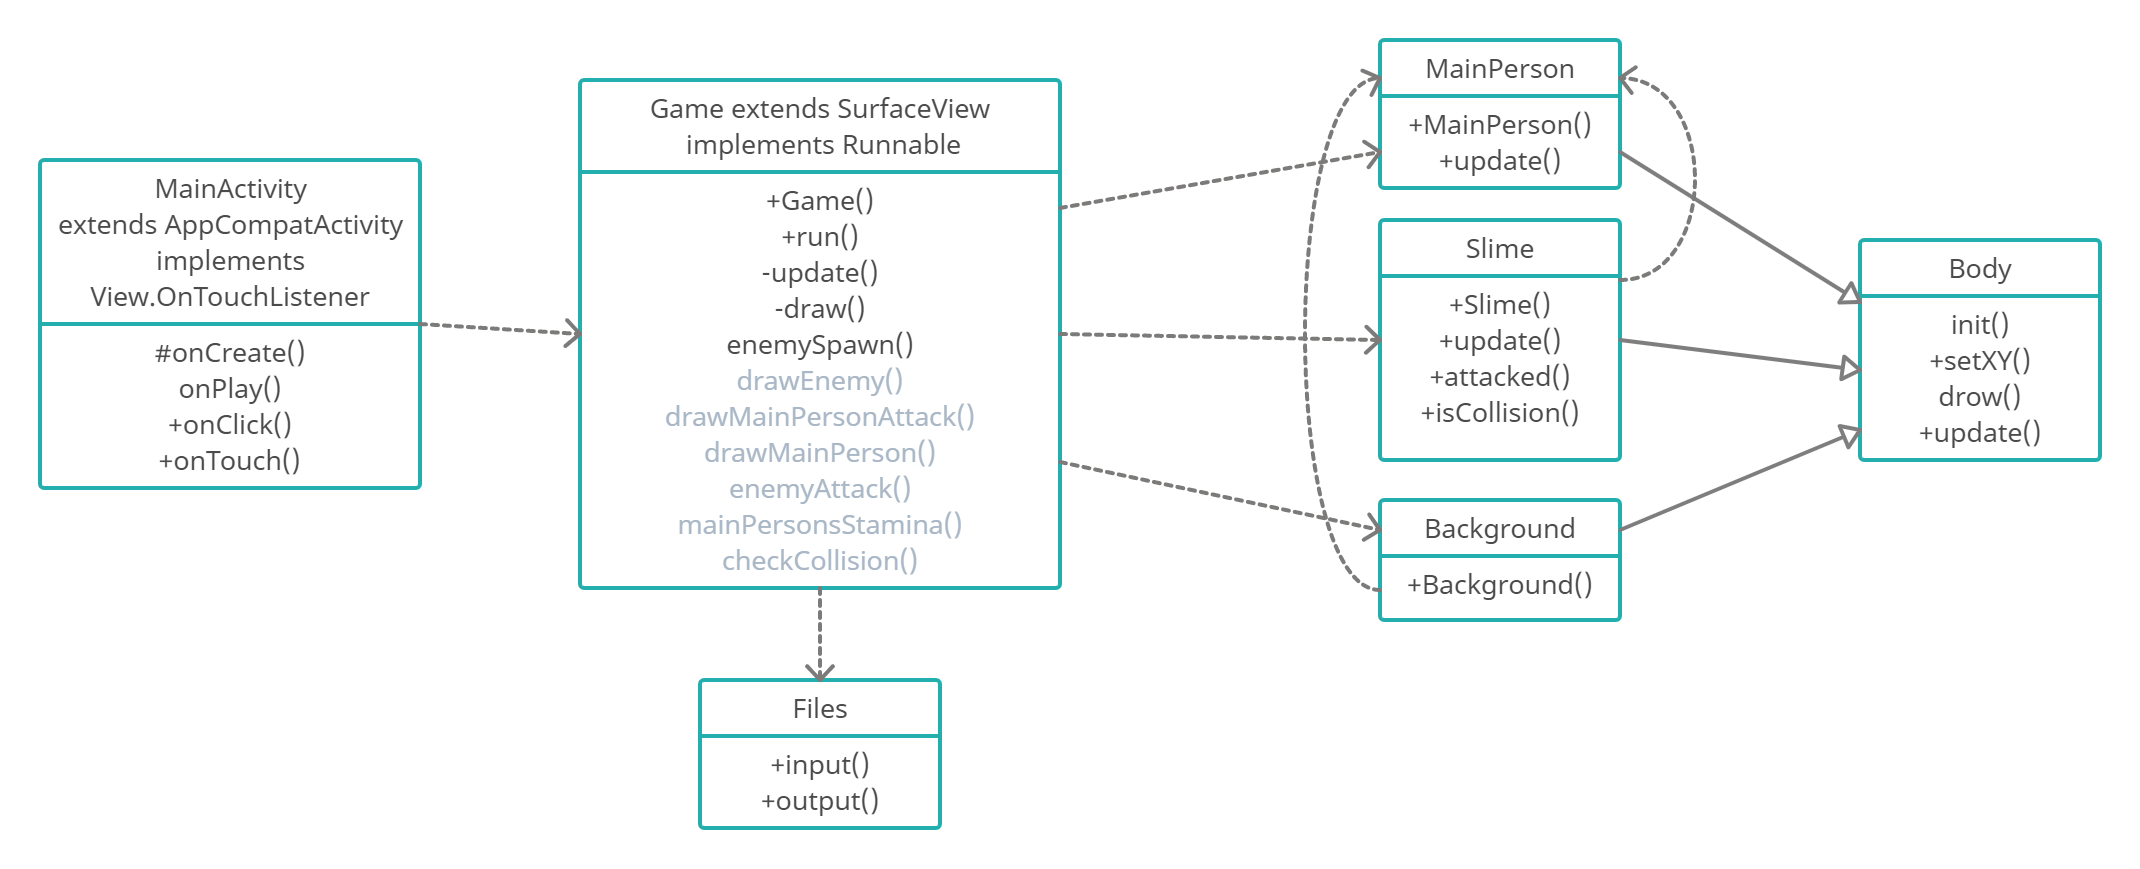 MainActivity
extends AppCompatActivity
implements
View.OnTouchListener
#onCreate()
onPlay()
+onClick()
+onTouch()
Game extends SurfaceView
implements Runnable
+Game()
+run()
-update()
-draw()
enemySpawn()
drawEnemy()
drawMainPersonAttack()
drawMainPerson()
enemyAttack()
mainPersonsStamina()
checkCollision()
Files
+input()
+output()
MainPerson
+MainPerson()
+update()
Slime
+Slime()
+update()
+attacked()
+isCollision()
Background
+Background()
Body
init()
+setXY()
drow()
+update()